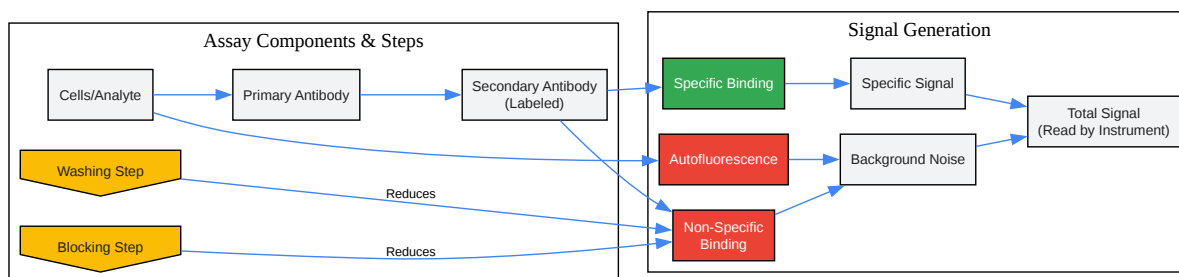 Assay Components & Steps
Cells/Analyte
Primary Antibody
Secondary Antibody
(Labeled)
Washing Step
Reduces
Blocking Step
Reduces
Signal Generation
Specific Binding
Specific Signal
Total Signal
(Read by Instrument)
Autofluorescence
Background Noise
Non-Specific
Binding